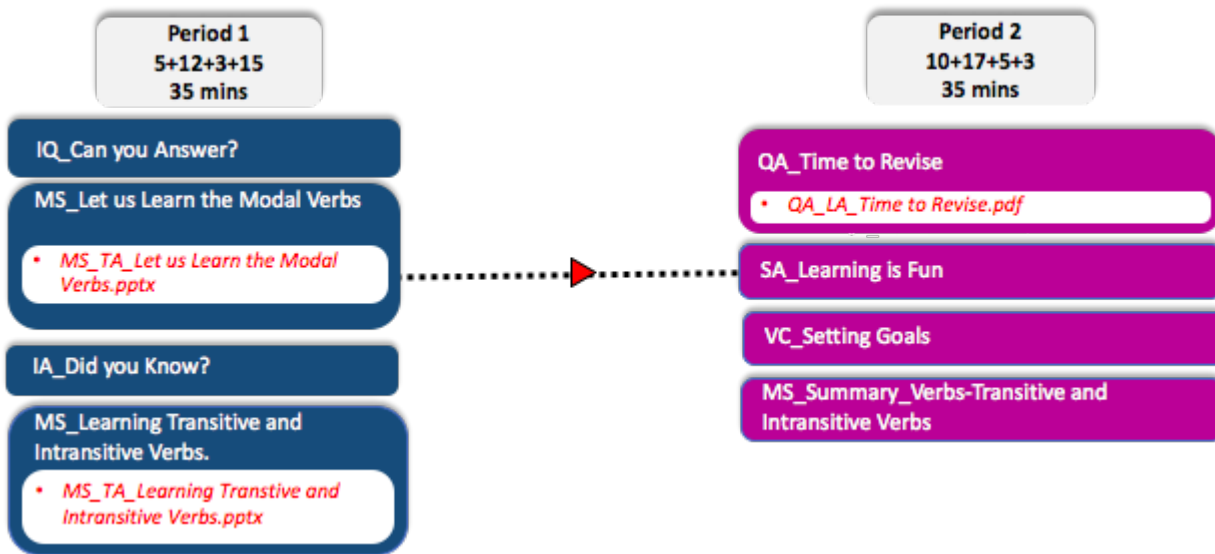 Period 1
5+12+3+15
35 mins
IQ_Can you Answer?
MS_Let us Learn the Modal Verbs
• MS_TA_Let us Learn the Modal
Verbs.pptx
IA_Did you Know?
MS_Learning Transitive and
Intransitive Verbs.
• MS_TA_Learning Transtive and
Intransitive Verbs.pptx
Period 2
10+17+5+3
35 mins
QA_Time to Revise
• QA_LA_Time to Revise.pdf
SA_Learning is Fun
VC_Setting Goals
MS_Summary_Verbs-Transitive and
Intransitive Verbs